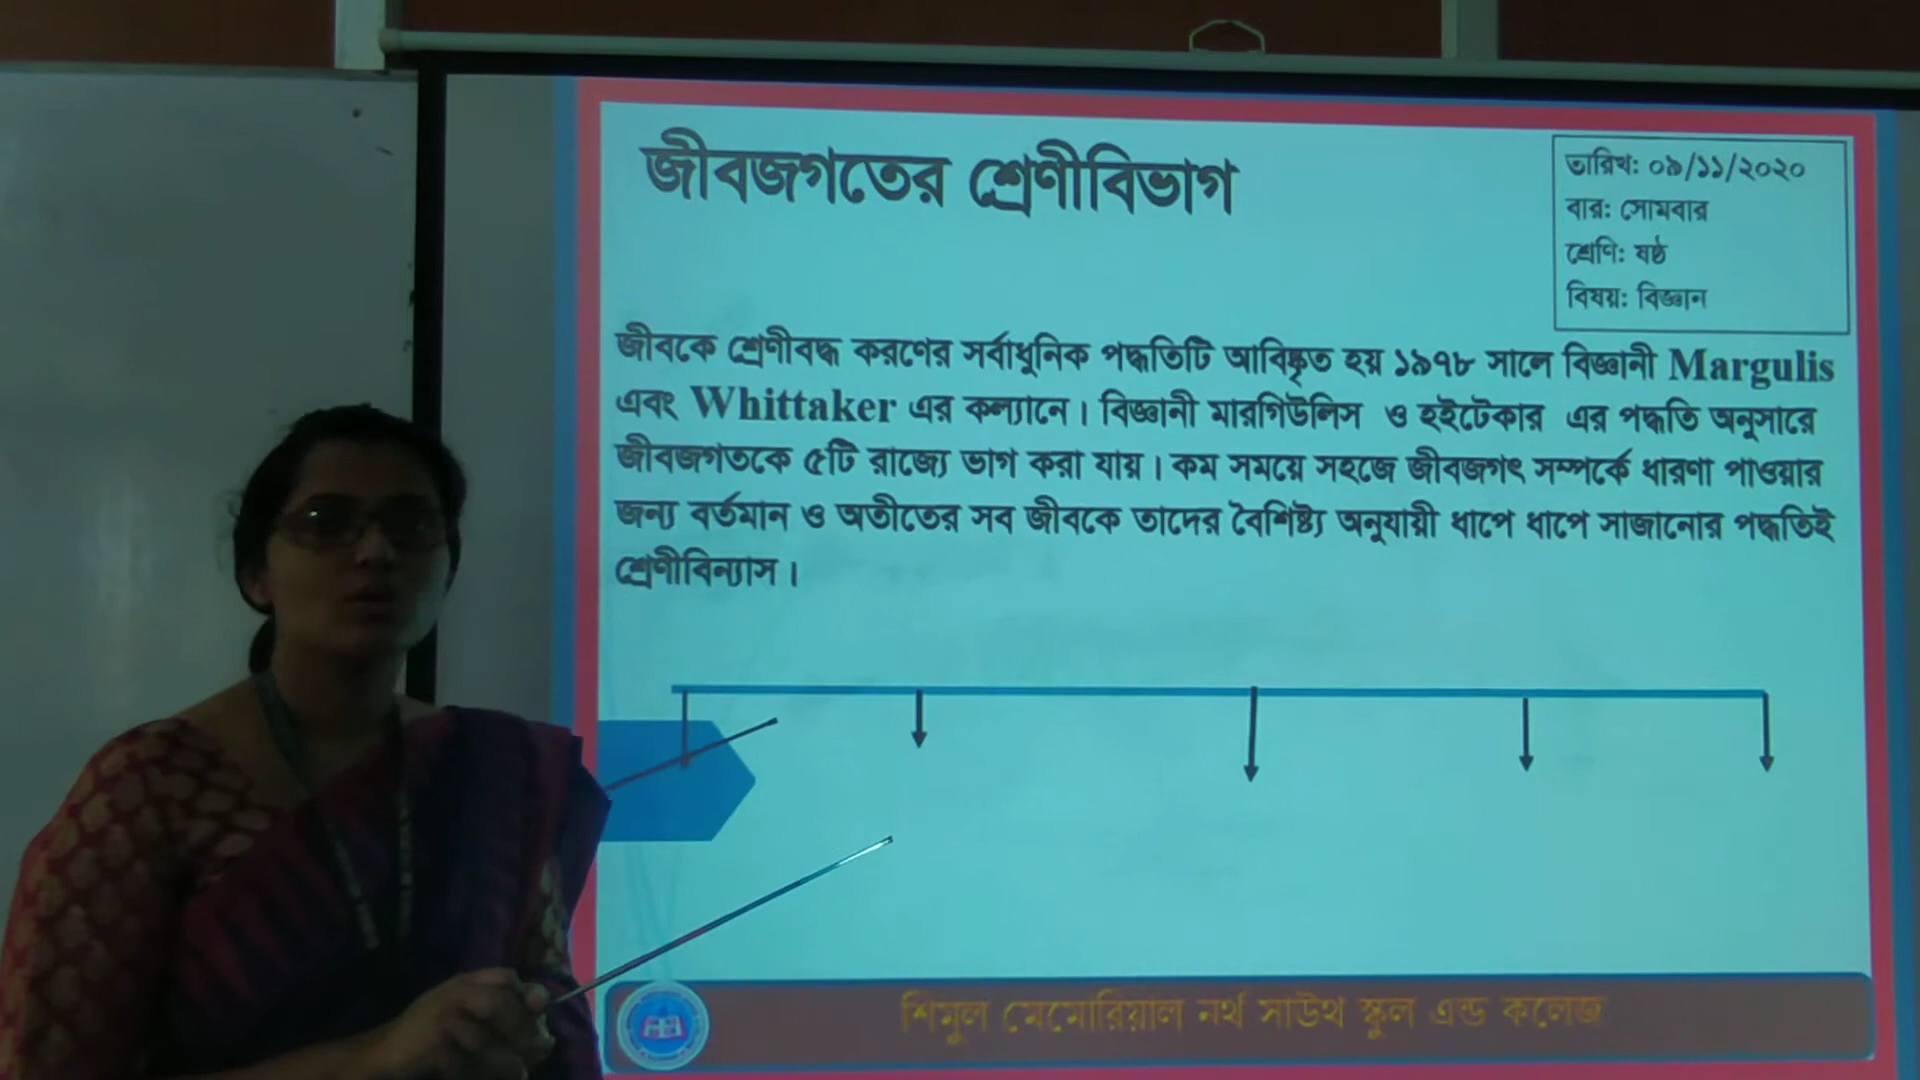 জীবজগতের শ্রেণীবিভাগ
তারিখ: ০৯/১১/২০২০
বার: সোমবার
শ্রেণি: ষষ্ঠ
বিষয়: বিজ্ঞান
জীবকে শ্রেণীবদ্ধ করণের সর্বাধুনিক পদ্ধতিটি আবিষ্কৃত হয় ১৯৭৮ সালে বিজ্ঞানী Margulis
এবং Whittaker এর কল্যানে। বিজ্ঞানী মারগিউলিস ও হুইটেকার এর পদ্ধতি অনুসারে
জীবজগতকে ৫টি রাজ্যে ভাগ করা যায়। কম সময়ে সহজে জীবজগৎ সম্পর্কে ধারণা পাওয়ার
জন্য বর্তমান ও অতীতের সব জীবকে তাদের বৈশিষ্ট্য অনুযায়ী ধাপে ধাপে সাজানোর পদ্ধতিই
শ্রেণীবিন্যাস।
শিমুল মেমোরিয়াল নর্থ সাউথ স্কুল এন্ড কলেজ